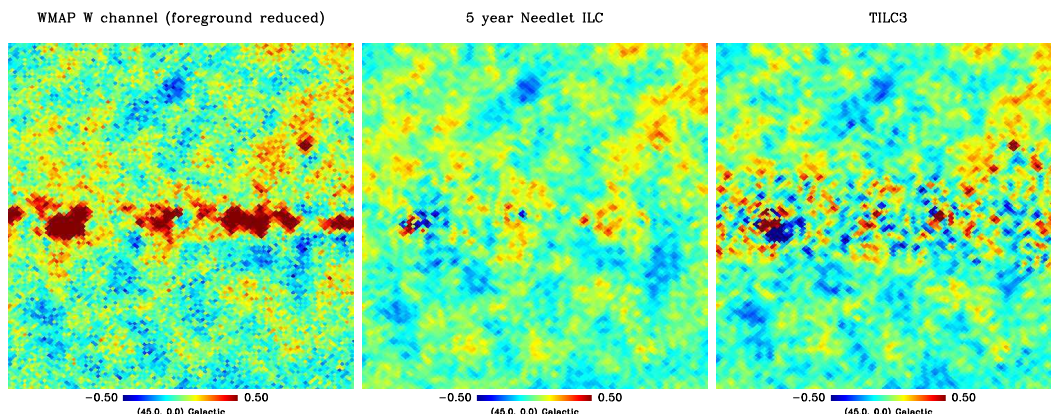 WMAP W channel (foreground reduced)
5 year Needlet ILC
TILC3
−0.50 0.50
(45.0, 0.0) Galactic
−0.50 0.50
(45.0, 0.0) Galactic
−0.50 0.50
(45.0, 0.0) Galactic